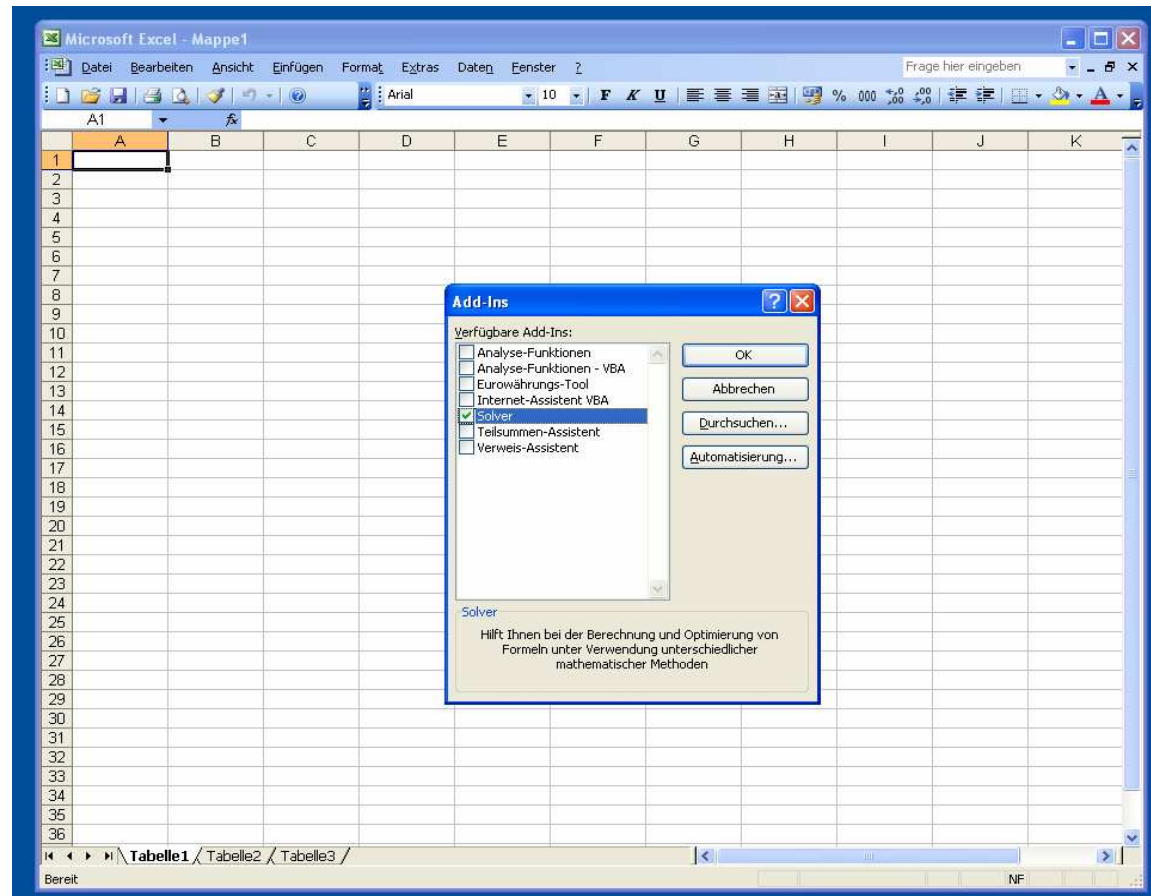 Microsoft Excel - Mappe1
Datei Bearbeiten Ansicht Einfügen Format Extras Daten Fenster ? Frage hier eingeben
Arial 10 F K U % 000
A1 fx
A B C D E F G H I J K
1
2
3
4
5
6
7
8
9
10
11
12
13
14
15
16
17
18
19
20
21
22
23
24
25
26
27
28
29
30
31
32
33
34
35
36
Add-Ins
Verfügbare Add-Ins:
Analyse-Funktionen
Analyse-Funktionen - VBA
Eurowährungs-Tool
Internet-Assistent VBA
Solver
Teilsummen-Assistent
Verweis-Assistent
OK
Abbrechen
Durchsuchen...
Automatisierung...
Solver
Hilft Ihnen bei der Berechnung und Optimierung von
Formeln unter Verwendung unterschiedlicher
mathematischer Methoden
Tabelle1 Tabelle2 Tabelle3
Bereit NF